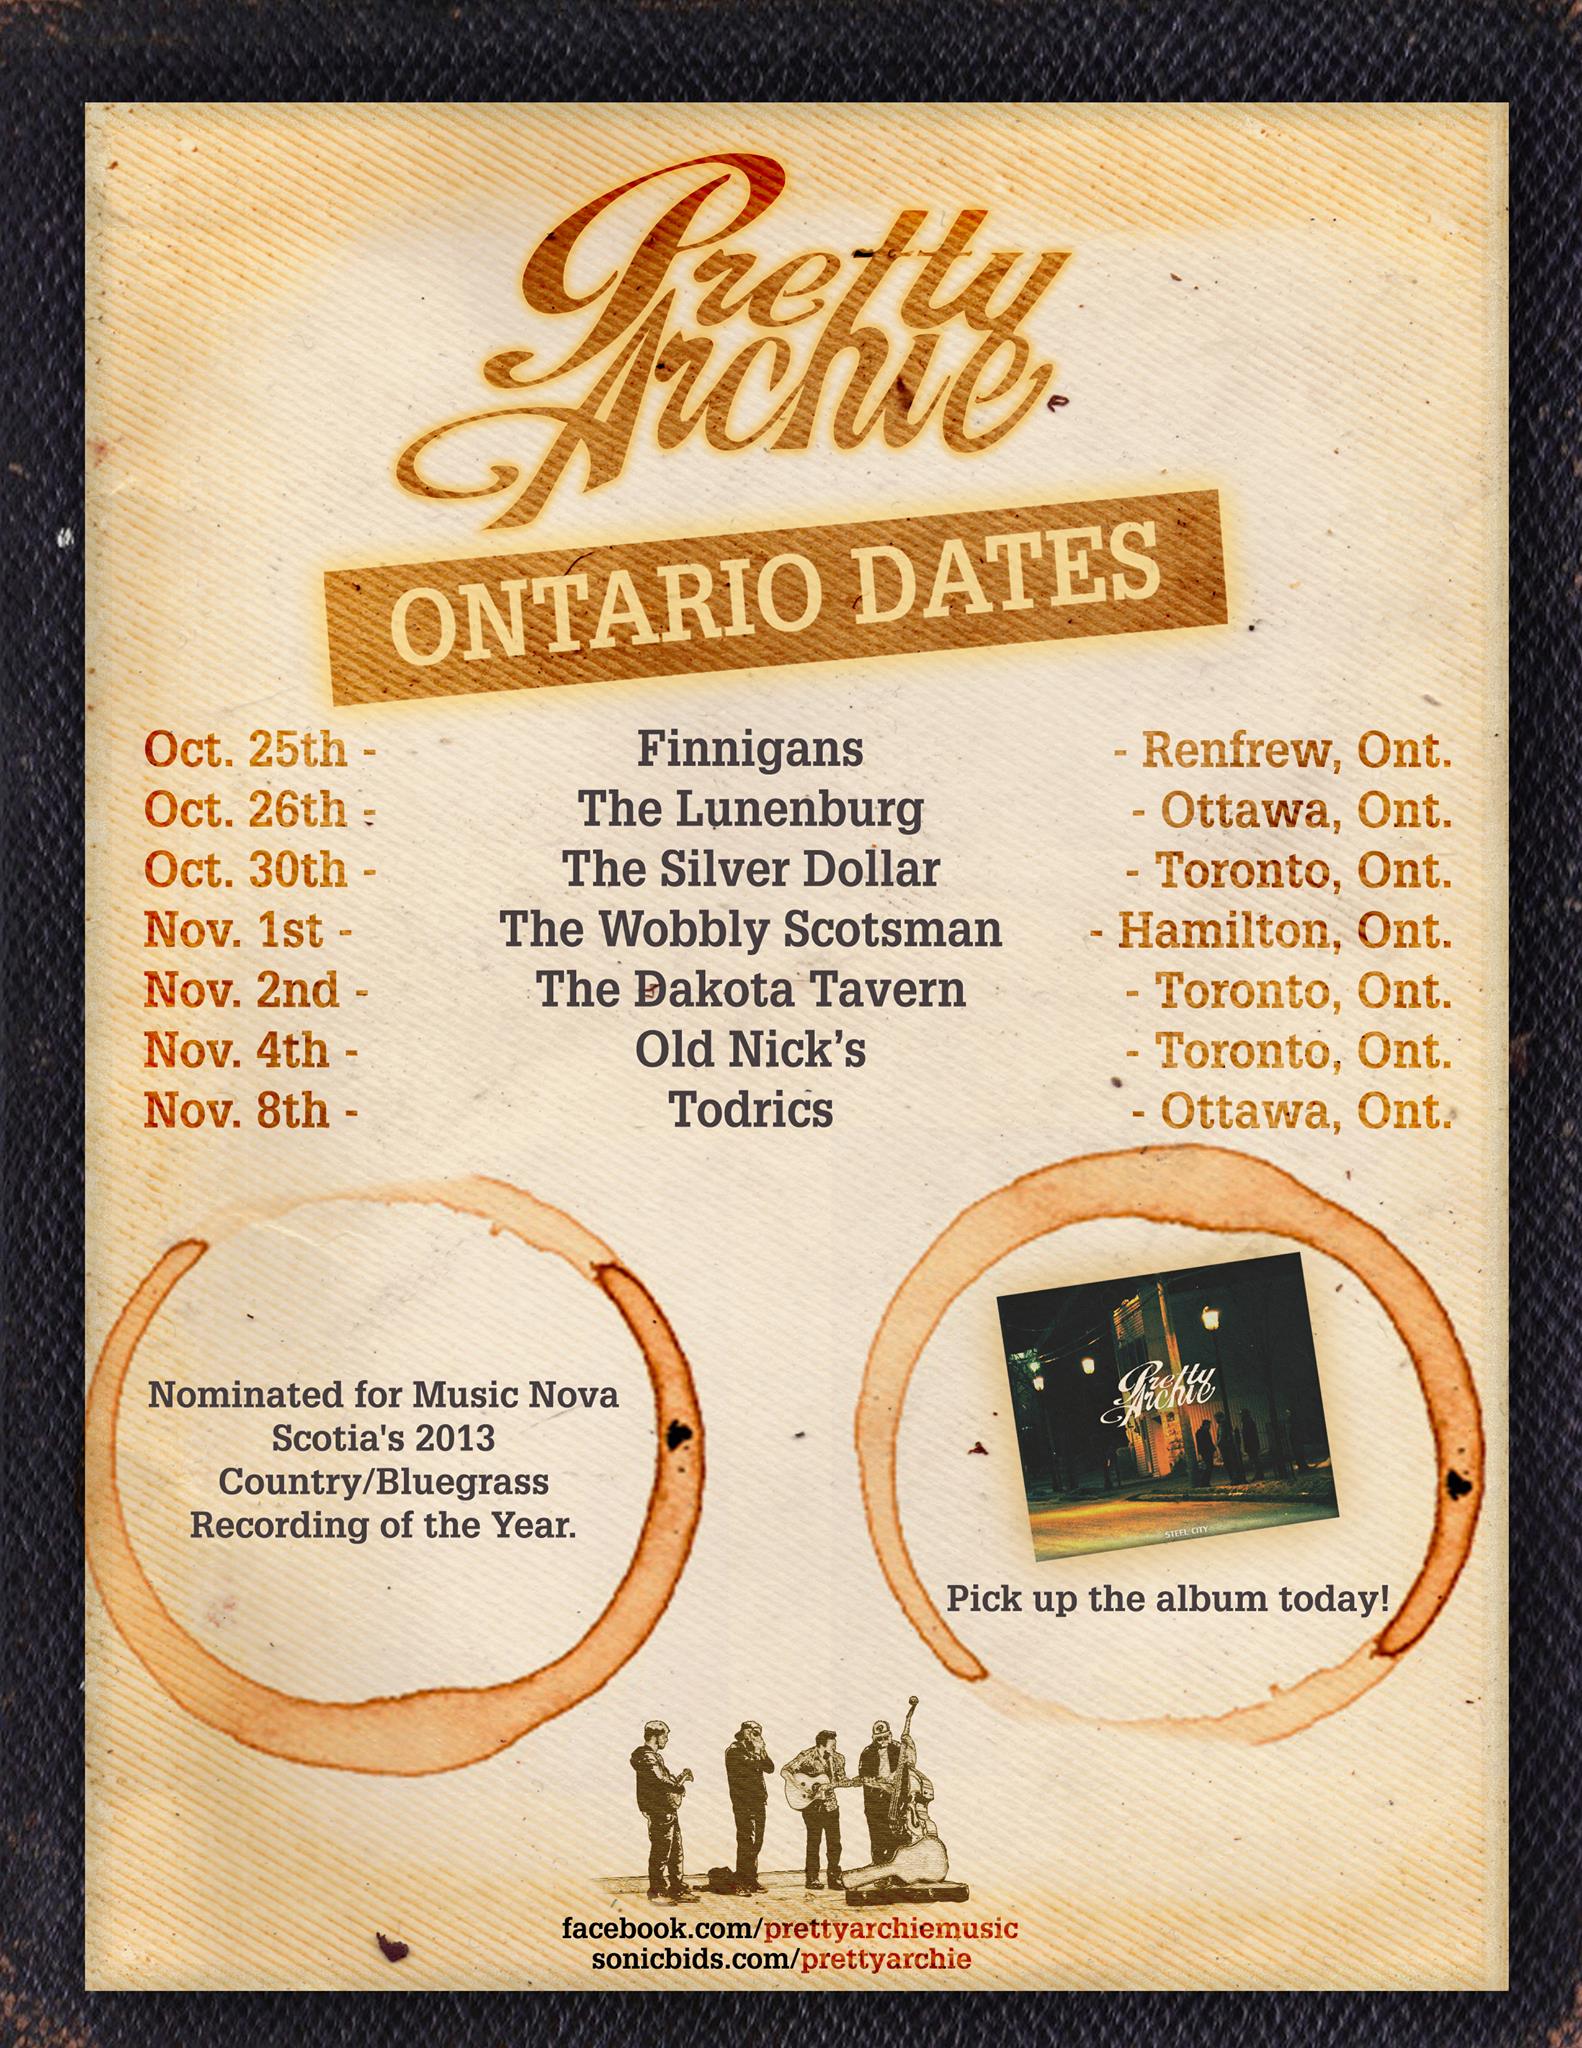 Pretty
Archie
ONTARIO DATES
Oct. 25th - Finnigans - Renfrew, Ont.
Oct. 26th - The Lunenburg - Ottawa, Ont.
Oct. 30th - The Silver Dollar - Toronto, Ont.
Nov. 1st - The Wobbly Scotsman - Hamilton, Ont.
Nov. 2nd - The Dakota Tavern - Toronto, Ont.
Nov. 4th - Old Nick’s - Toronto, Ont.
Nov. 8th - Todrics - Ottawa, Ont.
Nominated for Music Nova
Scotia's 2013
Country/Bluegrass
Recording of the Year.
Pretty
Archie
STEEL CITY
Pick up the album today!
facebook.com/prettyarchiemusic
sonicbids.com/prettyarchie